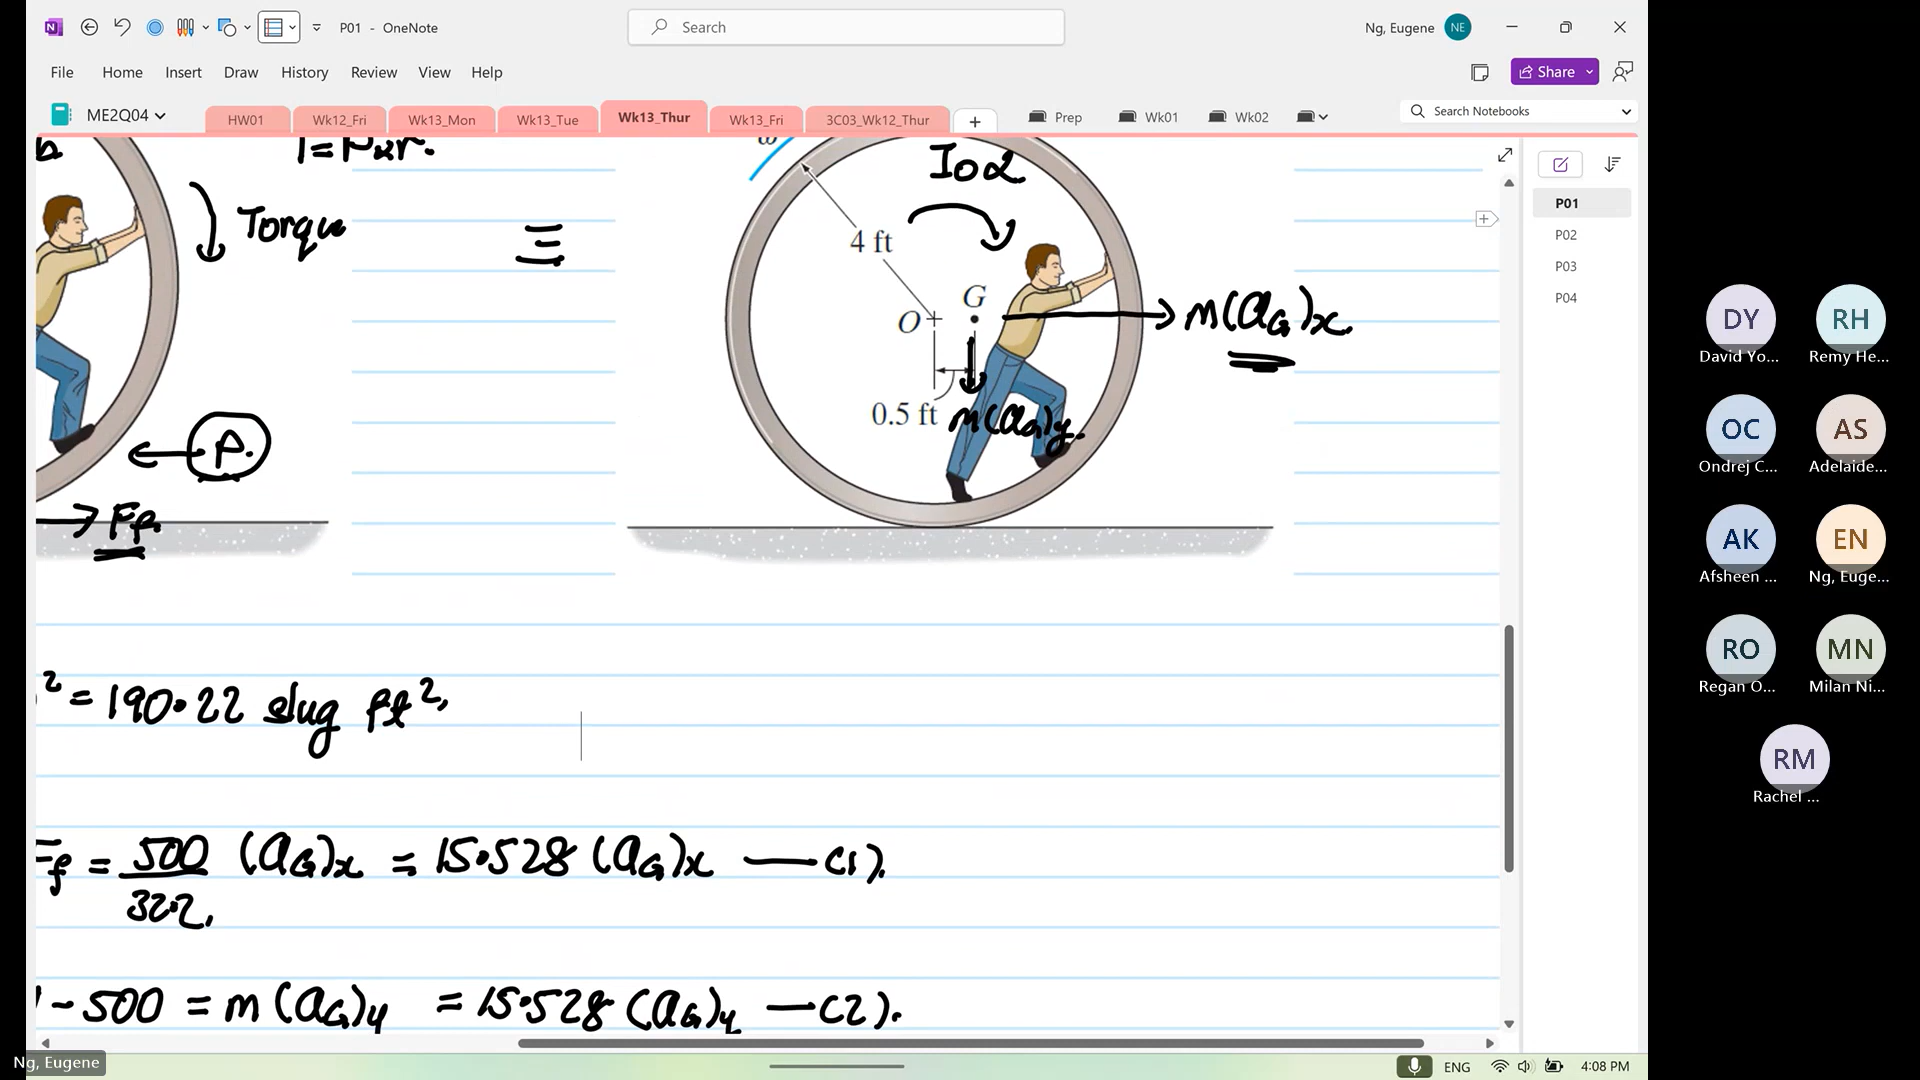 P01 - OneNote
Search
Ng, Eugene
NE
File
Home
Insert
Draw
History
Review
View
Help
Share
ME2Q04
HW01
Wk12_Fri
Wk13_Mon
Wk13_Tue
Wk13_Thur
Wk13_Fri
3C03_Wk12_Thur
+
Prep
Wk01
Wk02
Search Notebooks
P01
P02
P03
P04
ω
I₀α
Torque
≡
4 ft
G
O
m(aG)x
0.5 ft
m(aG)y.
P.
Ff.
² = 190.22 slug ft²,
Ff = 500/32.2, (aG)x = 15.528 (aG)x — (1).
- 500 = m (aG)y = 15.528 (aG)y — (2).
DY
David Yo...
RH
Remy He...
OC
Ondrej C...
AS
Adelaide...
AK
Afsheen ...
EN
Ng, Euge...
RO
Regan O...
MN
Milan Ni...
RM
Rachel ...
Ng, Eugene
ENG
4:08 PM